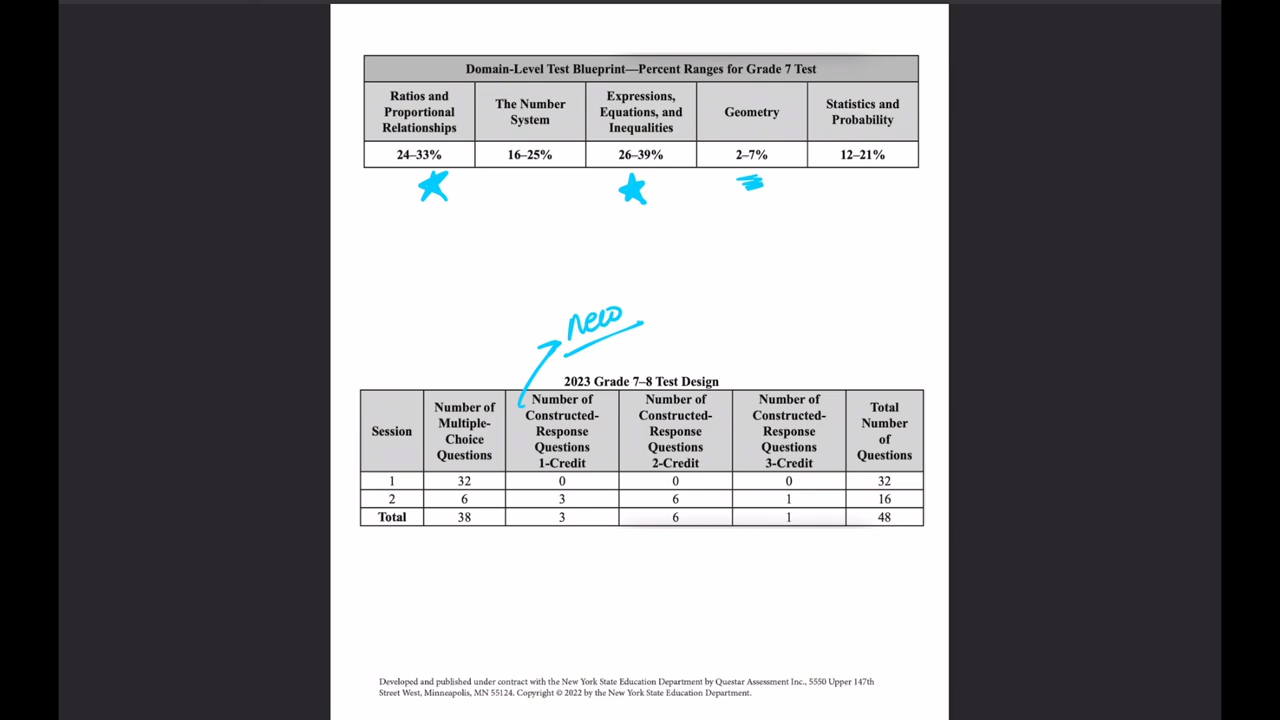 Domain-Level Test Blueprint—Percent Ranges for Grade 7 Test
Ratios and Proportional Relationships
The Number System
Expressions, Equations, and Inequalities
Geometry
Statistics and Probability
24–33%
16–25%
26–39%
2–7%
12–21%
new
2023 Grade 7–8 Test Design
Session
Number of Multiple-Choice Questions
Number of Constructed-Response Questions 1-Credit
Number of Constructed-Response Questions 2-Credit
Number of Constructed-Response Questions 3-Credit
Total Number of Questions
1 32 0 0 0 32
2 6 3 6 1 16
Total 38 3 6 1 48
Developed and published under contract with the New York State Education Department by Questar Assessment Inc., 5550 Upper 147th
Street West, Minneapolis, MN 55124. Copyright © 2022 by the New York State Education Department.